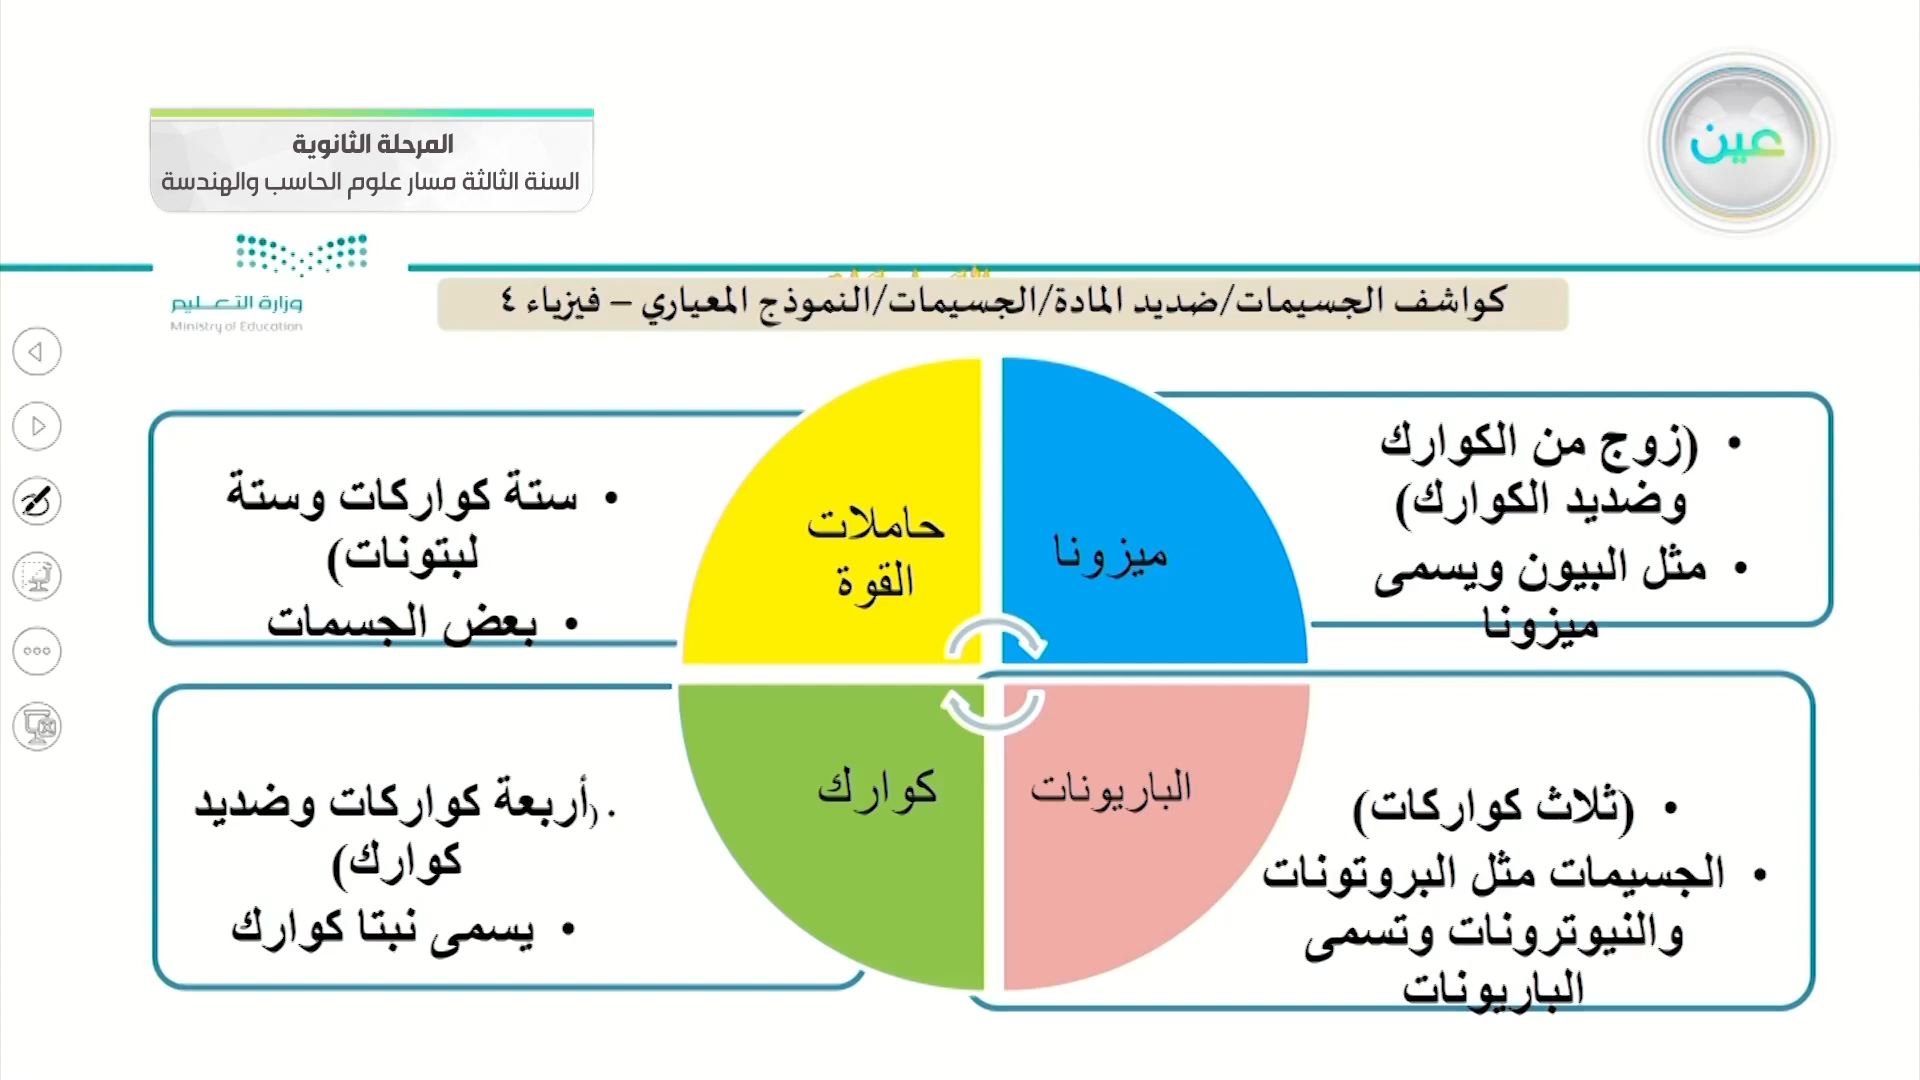 المرحلة الثانوية
السنة الثالثة مسار علوم الحاسب والهندسة
عين
وزارة التعليم
Ministry of Education
كواشف الجسيمات/ضديد المادة/الجسيمات/النموذج المعياري – فيزياء ٤
• (زوج من الكوارك
وضديد الكوارك)
• مثل البيون ويسمى
ميزونا
ميزونا
حاملات
القوة
• ستة كواركات وستة
لبتونات)
• بعض الجسمات
الباريونات
• (ثلاث كواركات)
• الجسيمات مثل البروتونات
والنيوترونات وتسمى
الباريونات
كوارك
. (أربعة كواركات وضديد
كوارك)
• يسمى نبتا كوارك